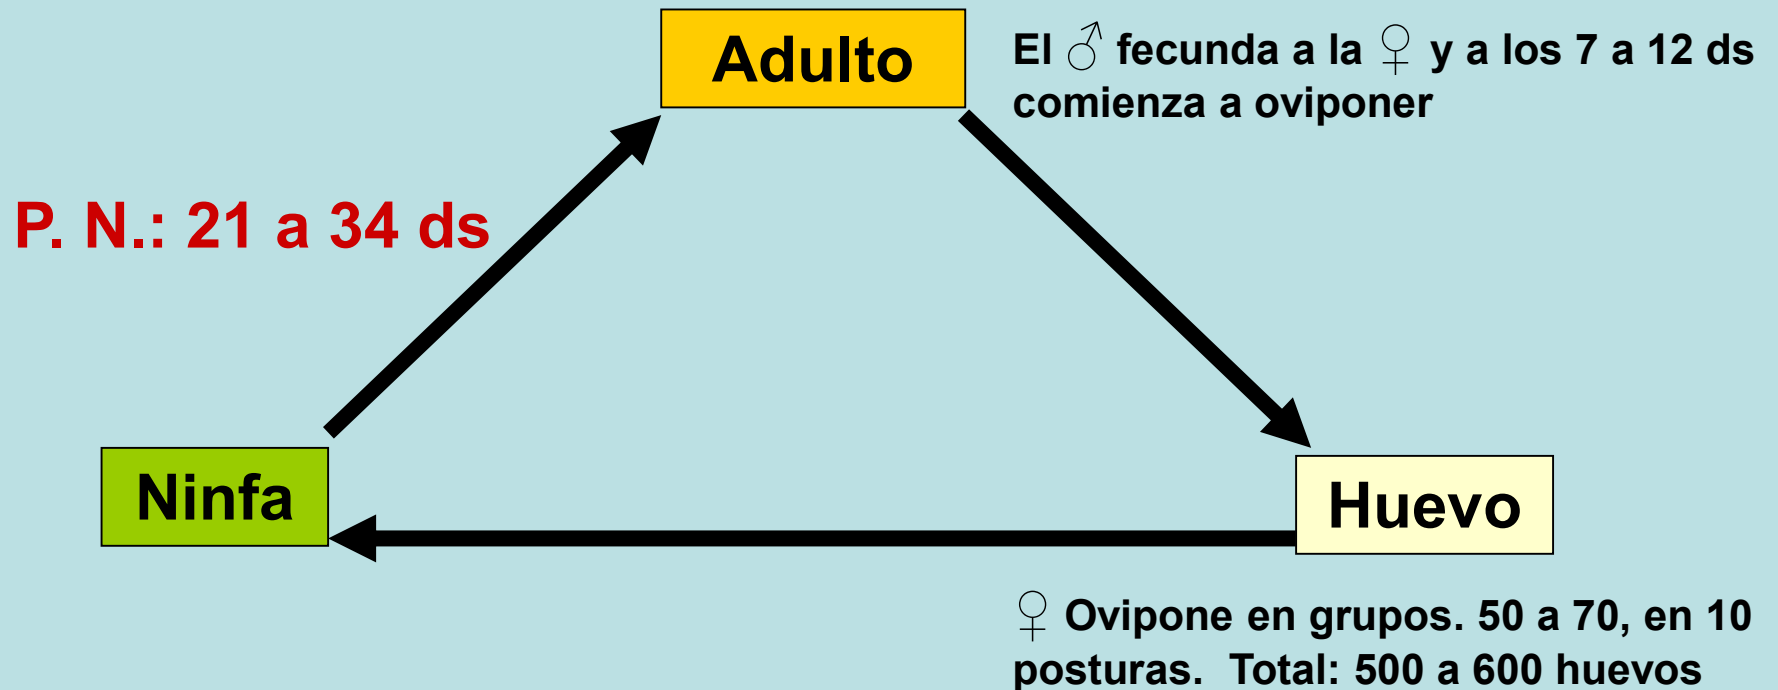 Adulto
El ♂ fecunda a la ♀ y a los 7 a 12 ds
comienza a oviponer
P. N.: 21 a 34 ds
Ninfa
Huevo
♀ Ovipone en grupos. 50 a 70, en 10
posturas. Total: 500 a 600 huevos